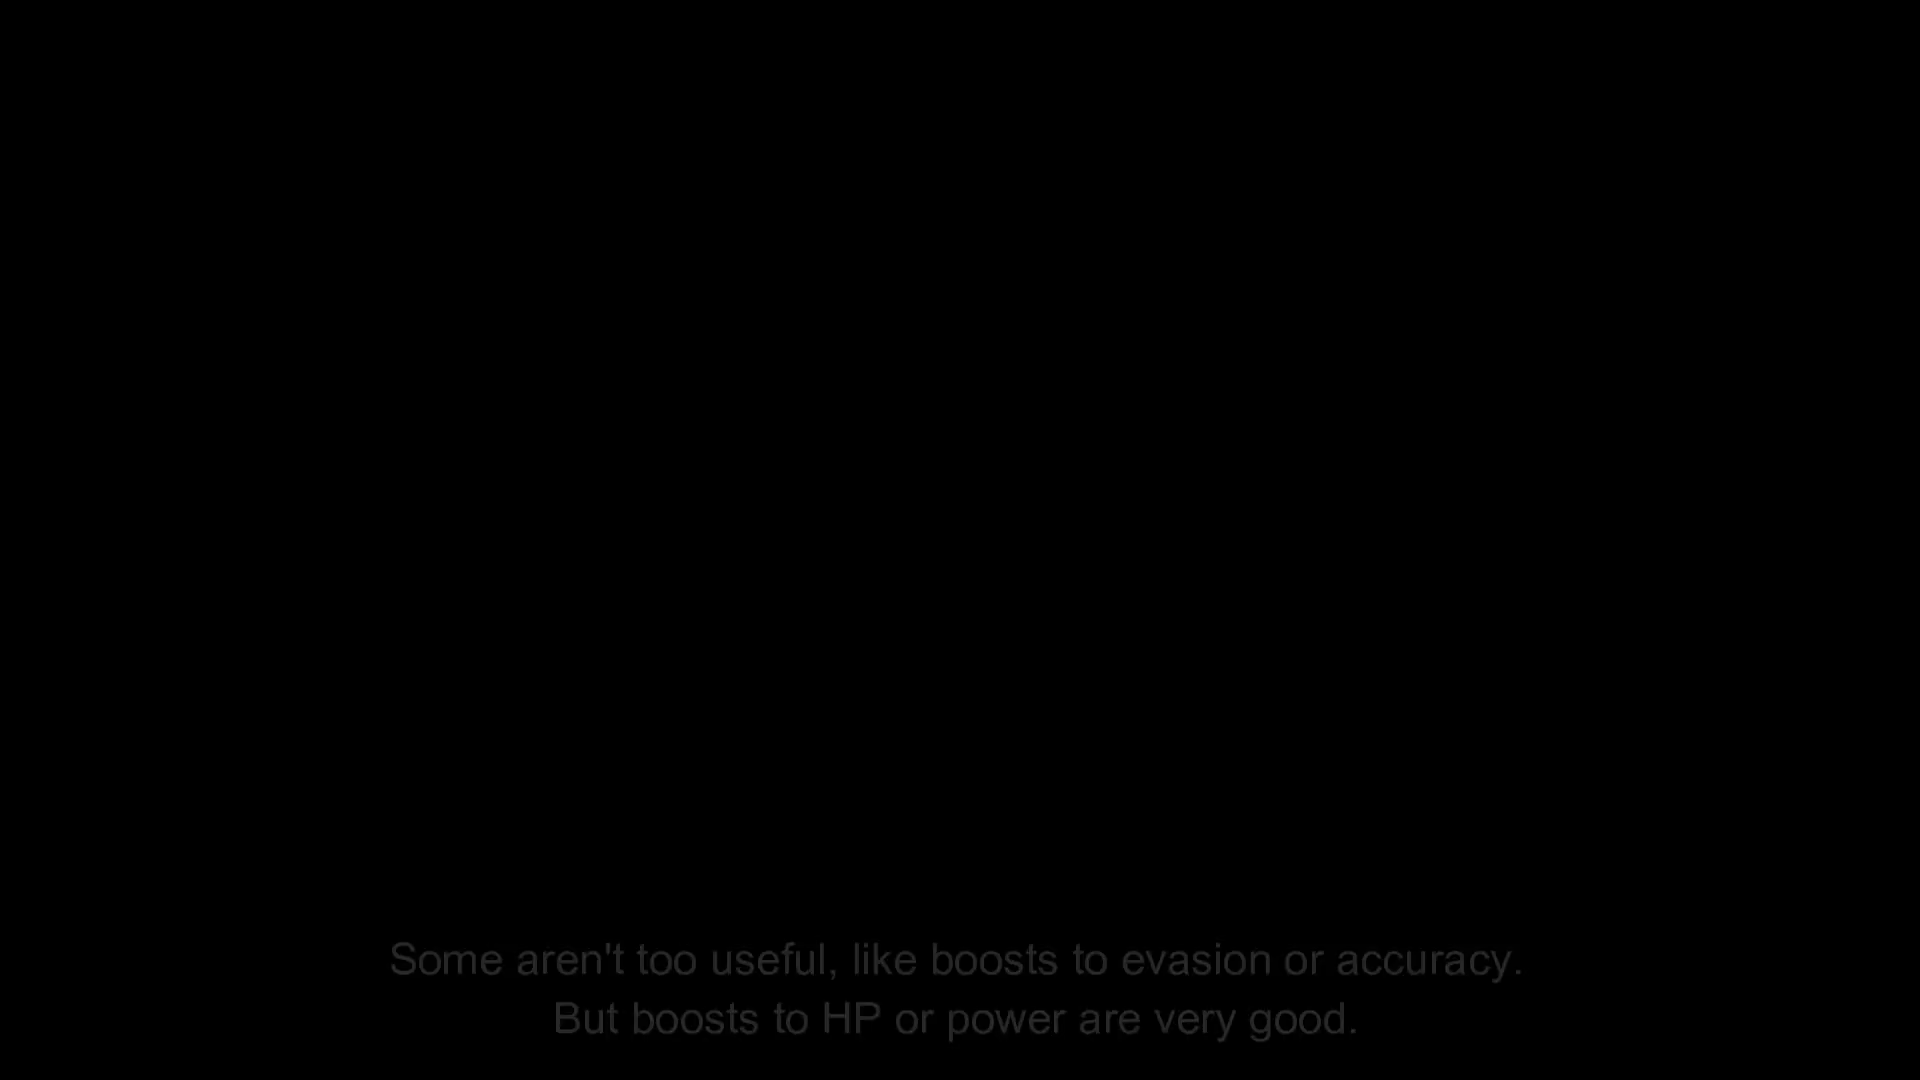 Some aren't too useful, like boosts to evasion or accuracy.
But boosts to HP or power are very good.